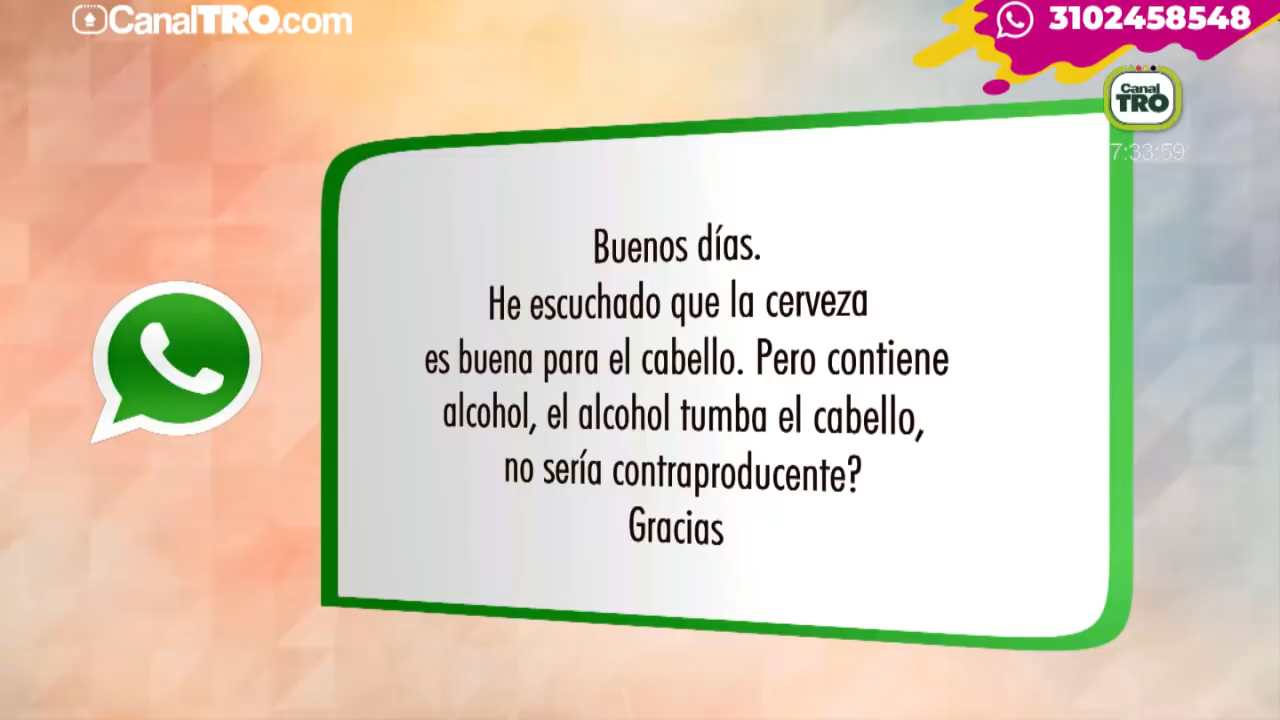 CanalTRO.com
3102458548
Canal
TRO
7:33:59
Buenos días.
He escuchado que la cerveza
es buena para el cabello. Pero contiene
alcohol, el alcohol tumba el cabello,
no sería contraproducente?
Gracias